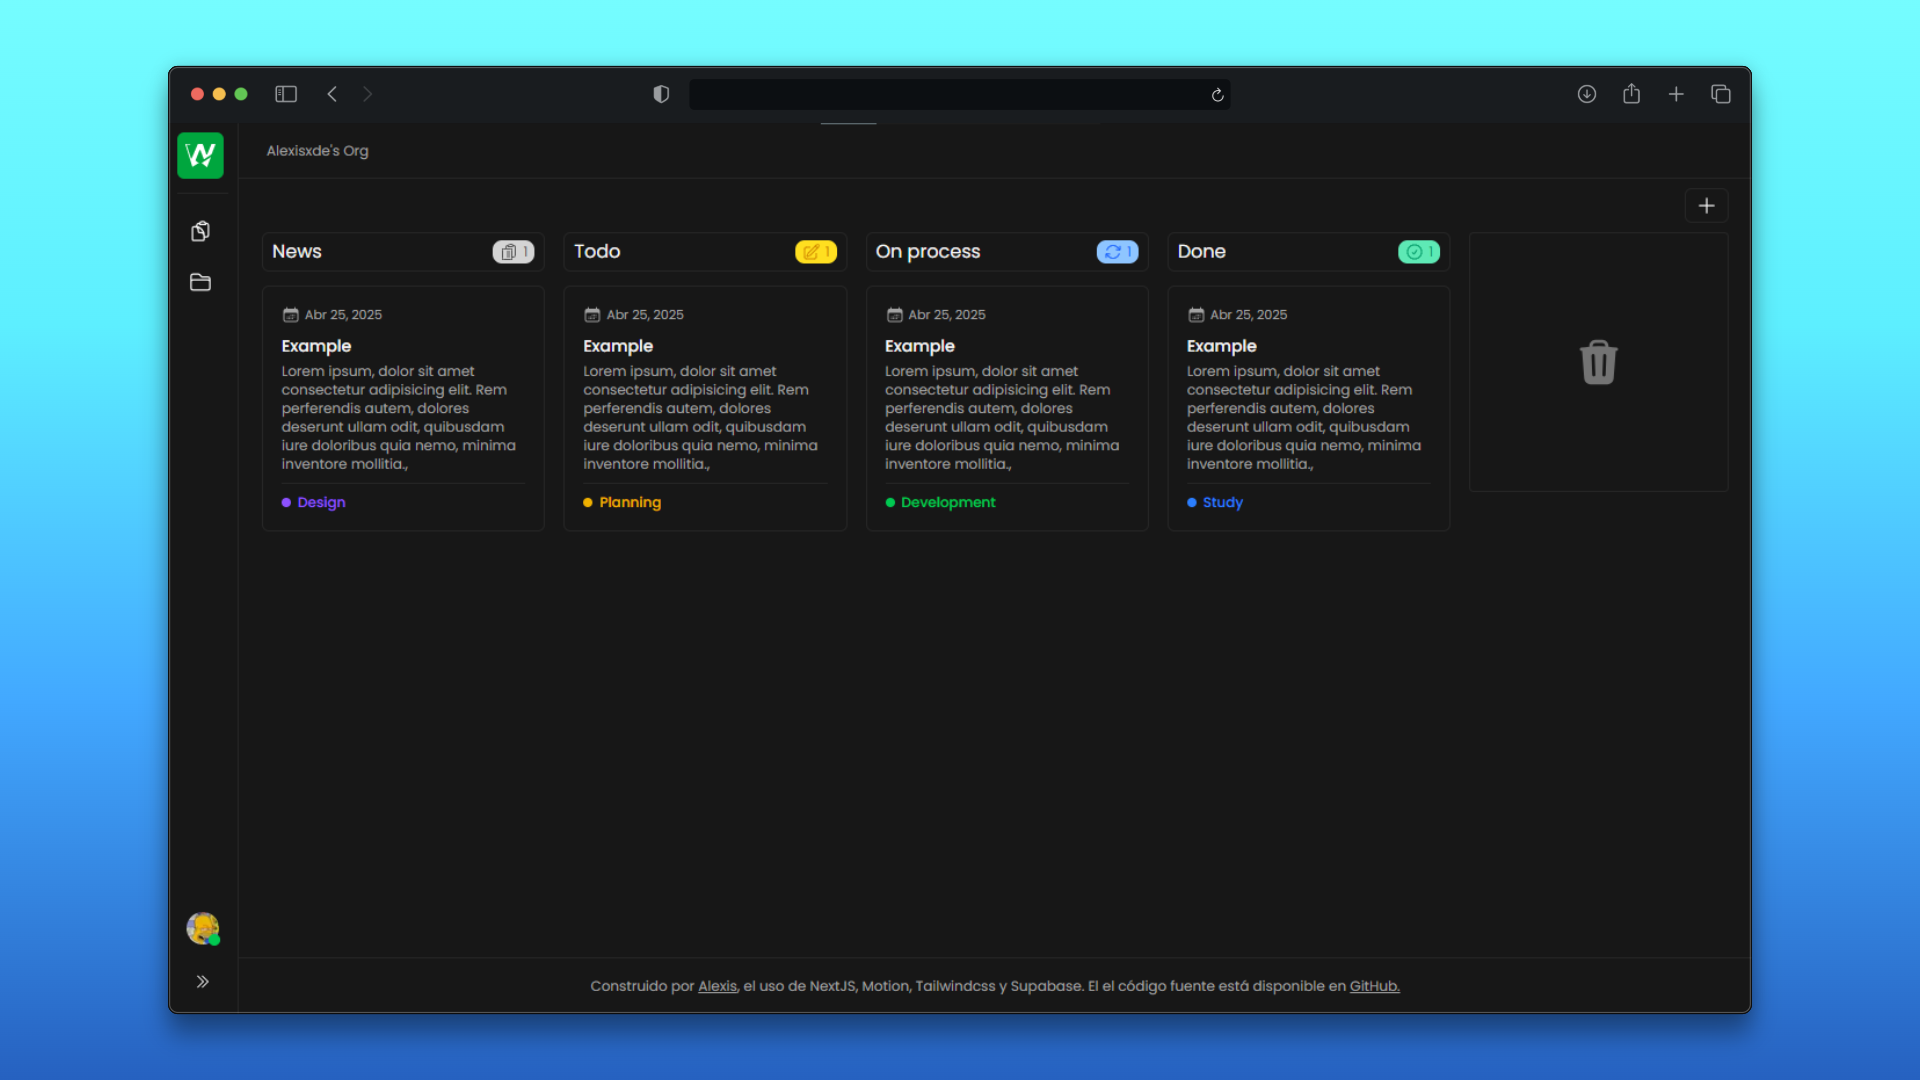 Alexisxde's Org
News 1
Todo 1
On process 1
Done 1
Abr 25, 2025
Example
Lorem ipsum, dolor sit amet
consectetur adipisicing elit. Rem
perferendis autem, dolores
deserunt ullam odit, quibusdam
iure doloribus quia nemo, minima
inventore mollitia.,
Design
Abr 25, 2025
Example
Lorem ipsum, dolor sit amet
consectetur adipisicing elit. Rem
perferendis autem, dolores
deserunt ullam odit, quibusdam
iure doloribus quia nemo, minima
inventore mollitia.,
Planning
Abr 25, 2025
Example
Lorem ipsum, dolor sit amet
consectetur adipisicing elit. Rem
perferendis autem, dolores
deserunt ullam odit, quibusdam
iure doloribus quia nemo, minima
inventore mollitia.,
Development
Abr 25, 2025
Example
Lorem ipsum, dolor sit amet
consectetur adipisicing elit. Rem
perferendis autem, dolores
deserunt ullam odit, quibusdam
iure doloribus quia nemo, minima
inventore mollitia.,
Study
Construido por Alexis, el uso de NextJS, Motion, Tailwindcss y Supabase. El el código fuente está disponible en GitHub.